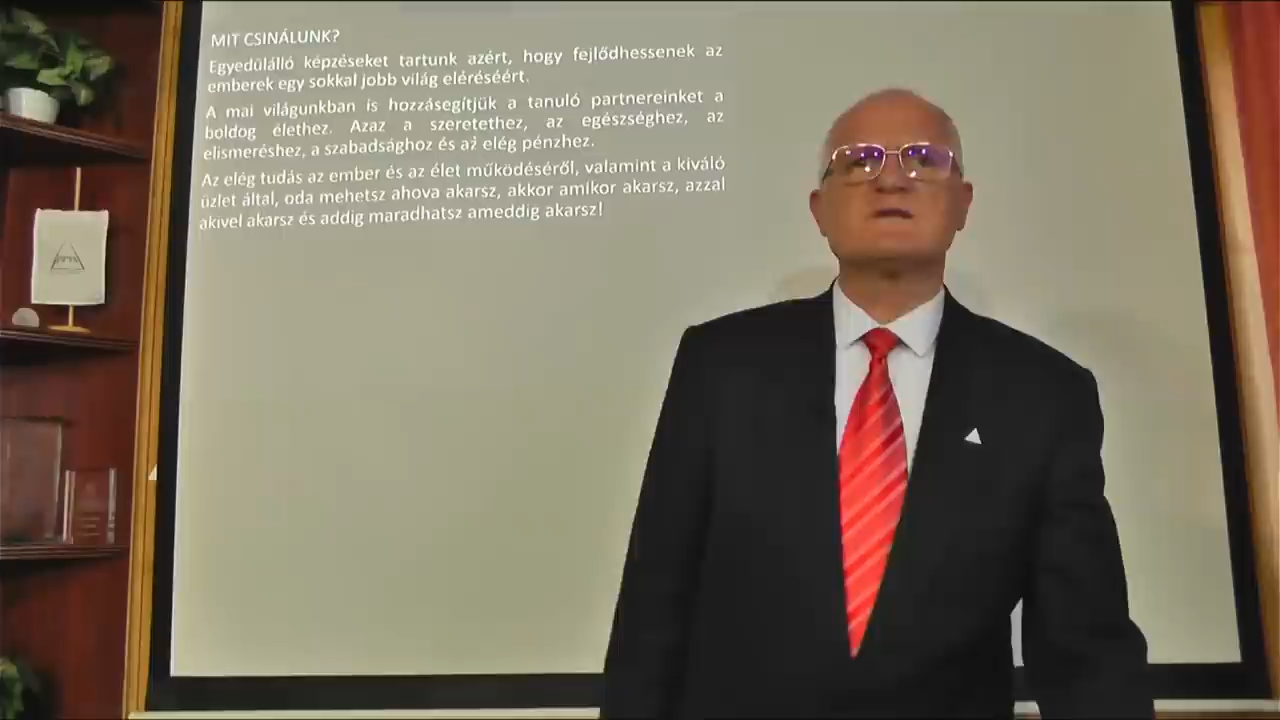 MIT CSINÁLUNK?
Egyedülálló képzéseket tartunk azért, hogy fejlődhessenek az
emberek egy sokkal jobb világ eléréséért.
A mai világunkban is hozzásegítjük a tanuló partnereinket a
boldog élethez. Azaz a szeretethez, az egészséghez, az
elismeréshez, a szabadsághoz és az elég pénzhez.
Az elég tudás az ember és az élet működéséről, valamint a kiváló
üzlet által, oda mehetsz ahova akarsz, akkor amikor akarsz, azzal
akivel akarsz és addig maradhatsz ameddig akarsz!